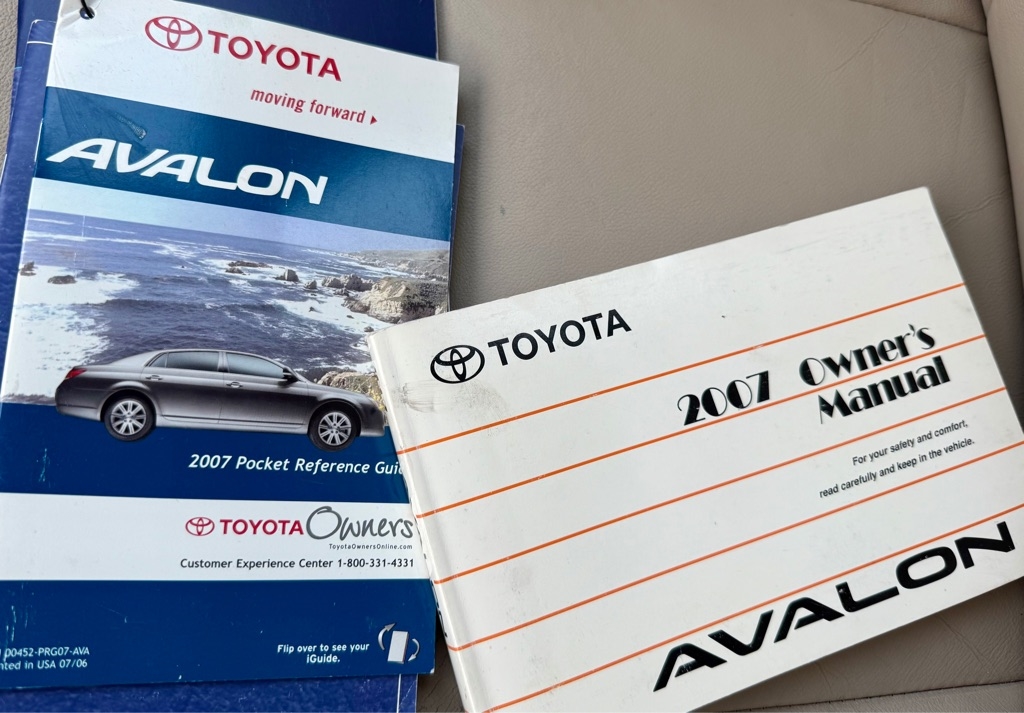 TOYOTA
moving forward
AVALON
2007 Pocket Reference
TOYOTA Owners
ToyotaOwnersOnline.com
Customer Experience Center 1-800-331-4331
00452-PRG07-AVA
in USA 07/06
Flip over to see your
iGuide.
TOYOTA
2007 Owner's
Manual
For your safety and comfort,
read carefully and keep in the vehicle.
AVALON